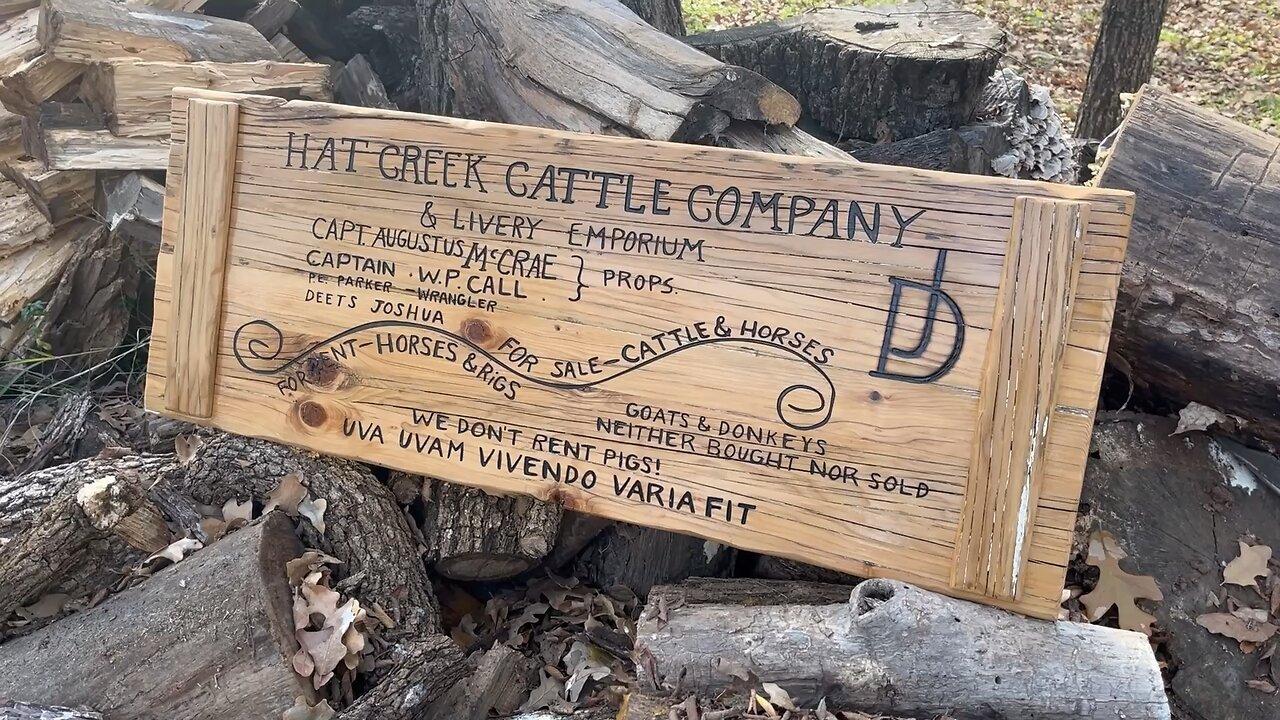 HAT CREEK CATTLE COMPANY
& LIVERY EMPORIUM
CAPT. AUGUSTUS McCRAE
CAPTAIN . W.P. CALL .
} PROPS.
P.E. PARKER - WRANGLER
DEETS JOSHUA
FOR RENT-HORSES & RiGS
FOR SALE-CATTLE & HORSES
GOATS & DONKEYS
NEITHER BOUGHT NOR SOLD
WE DON'T RENT PIGS!
UVA UVAM VIVENDO VARIA FIT